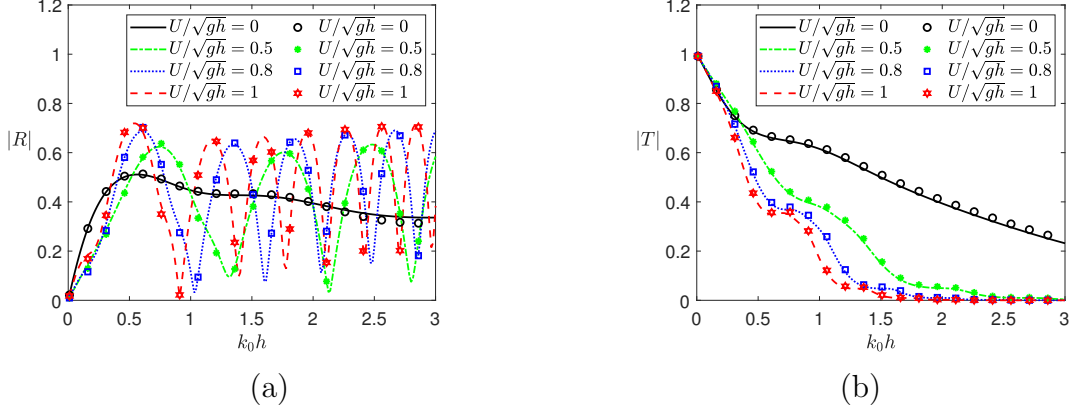 1.2
1
0.8
0.6
0.4
0.2
0
|R|
U/√gh = 0 U/√gh = 0
U/√gh = 0.5 U/√gh = 0.5
U/√gh = 0.8 U/√gh = 0.8
U/√gh = 1 U/√gh = 1
0 0.5 1 1.5 2 2.5 3
k₀h
(a)
1.2
1
0.8
0.6
0.4
0.2
0
|T|
U/√gh = 0 U/√gh = 0
U/√gh = 0.5 U/√gh = 0.5
U/√gh = 0.8 U/√gh = 0.8
U/√gh = 1 U/√gh = 1
0 0.5 1 1.5 2 2.5 3
k₀h
(b)